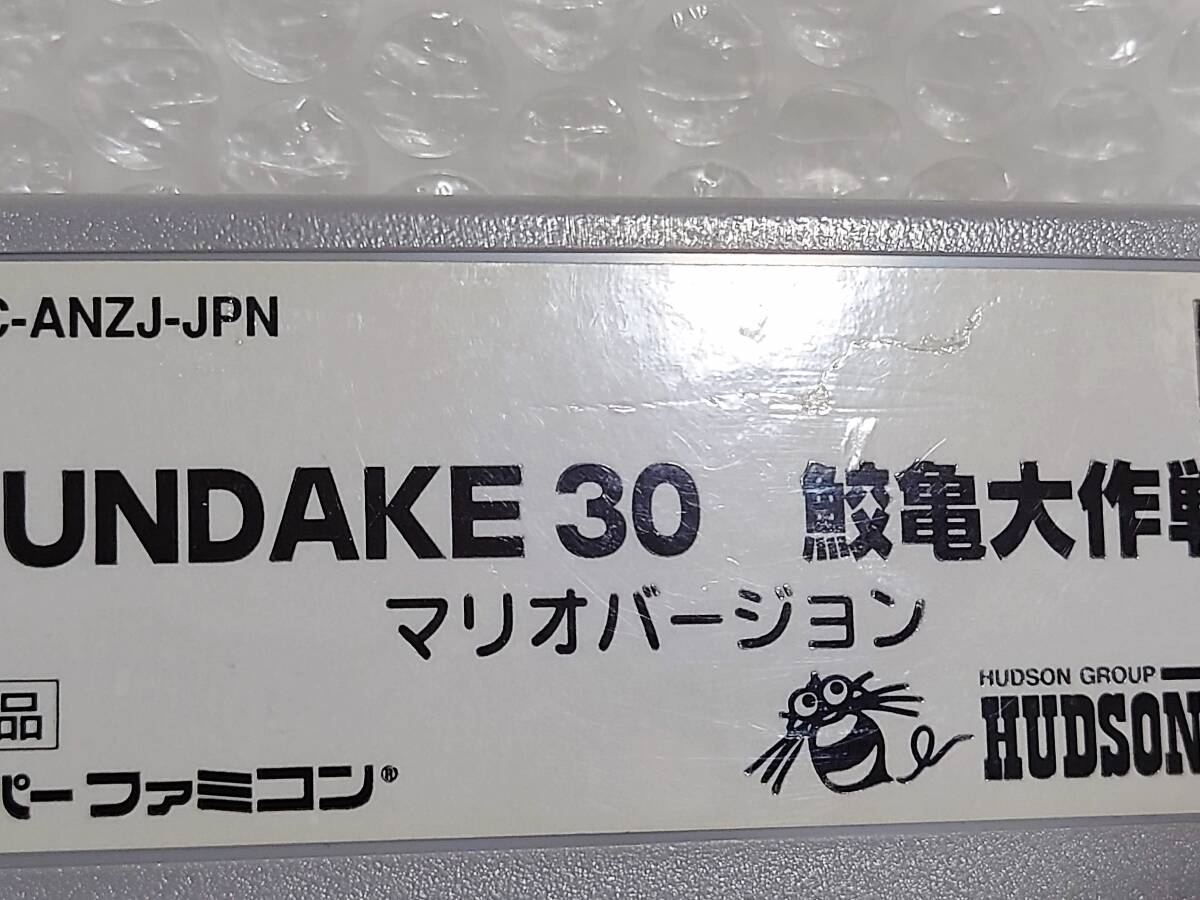 C-ANZJ-JPN
UNDAKE 30 鮫亀大作戦
マリオバージョン
HUDSON GROUP
品
HUDSON
パーファミコン®